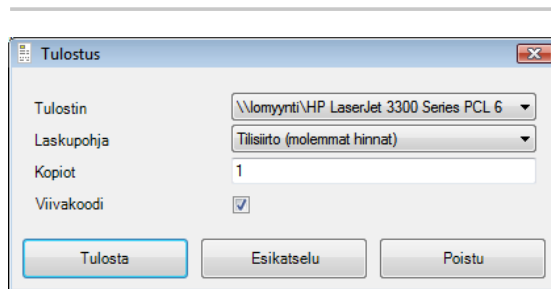 Tulostus
Tulostin \\lomyynti\HP LaserJet 3300 Series PCL 6
Laskupohja Tilisiirto (molemmat hinnat)
Kopiot 1
Viivakoodi
Tulosta Esikatselu Poistu